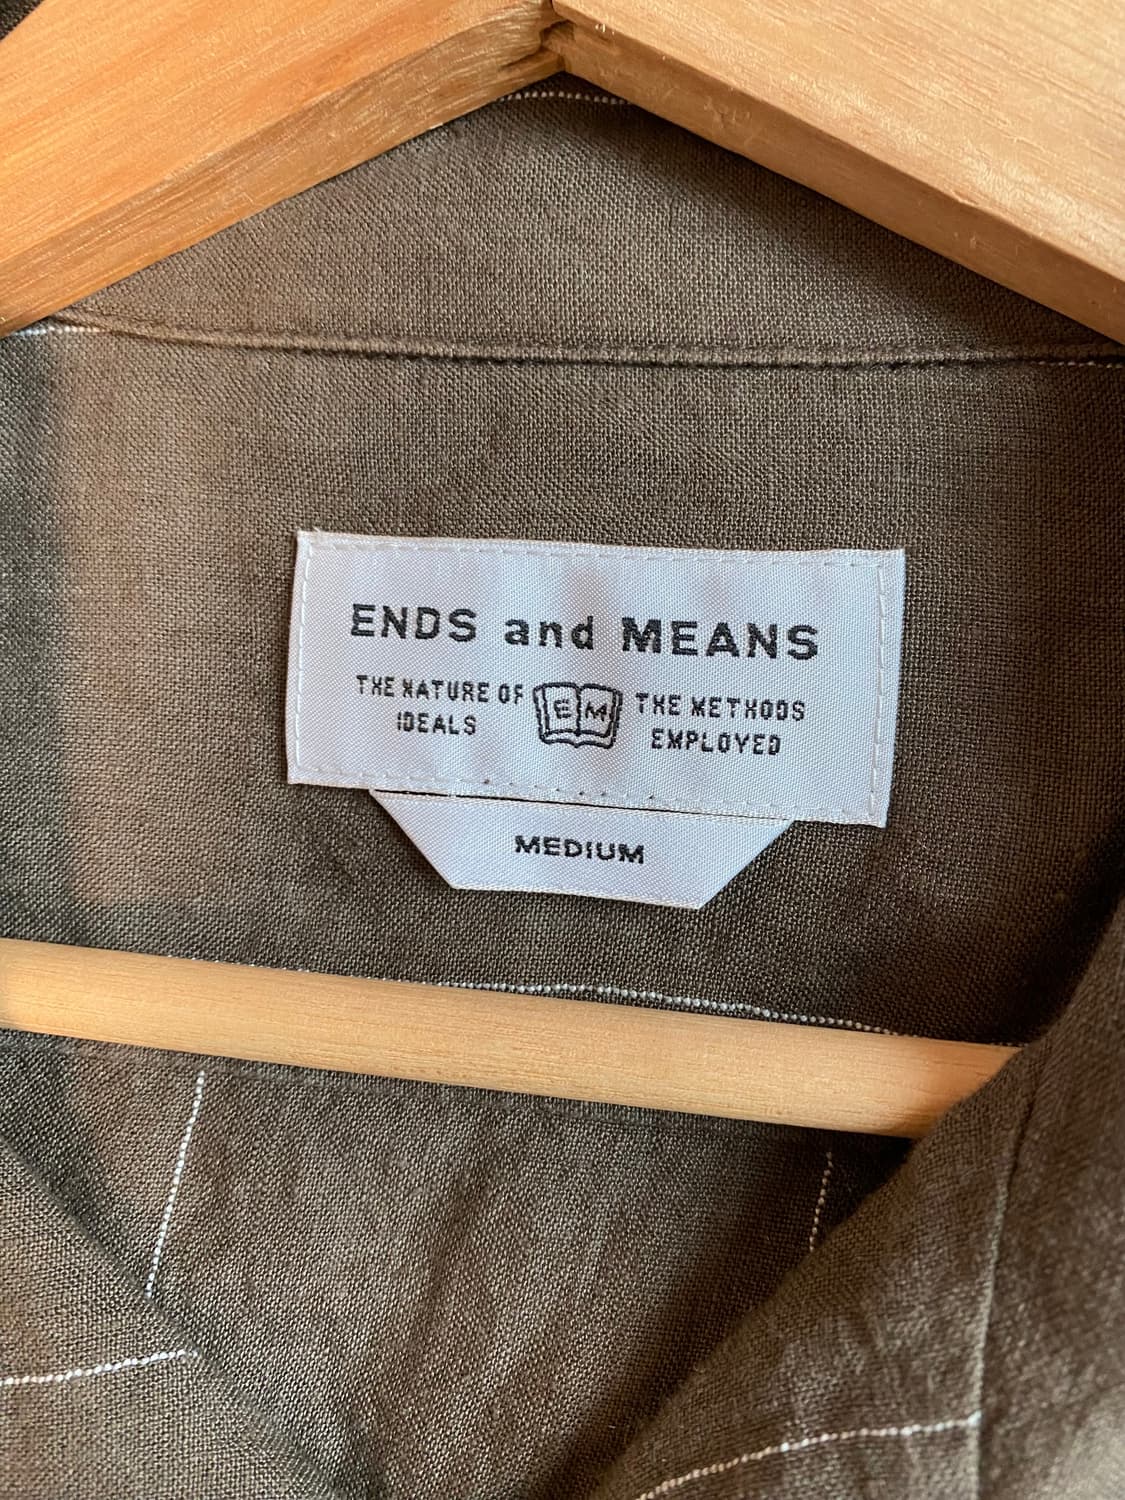 ENDS and MEANS
THE NATURE OF
IDEALS
E M
THE METHODS
EMPLOYED
MEDIUM